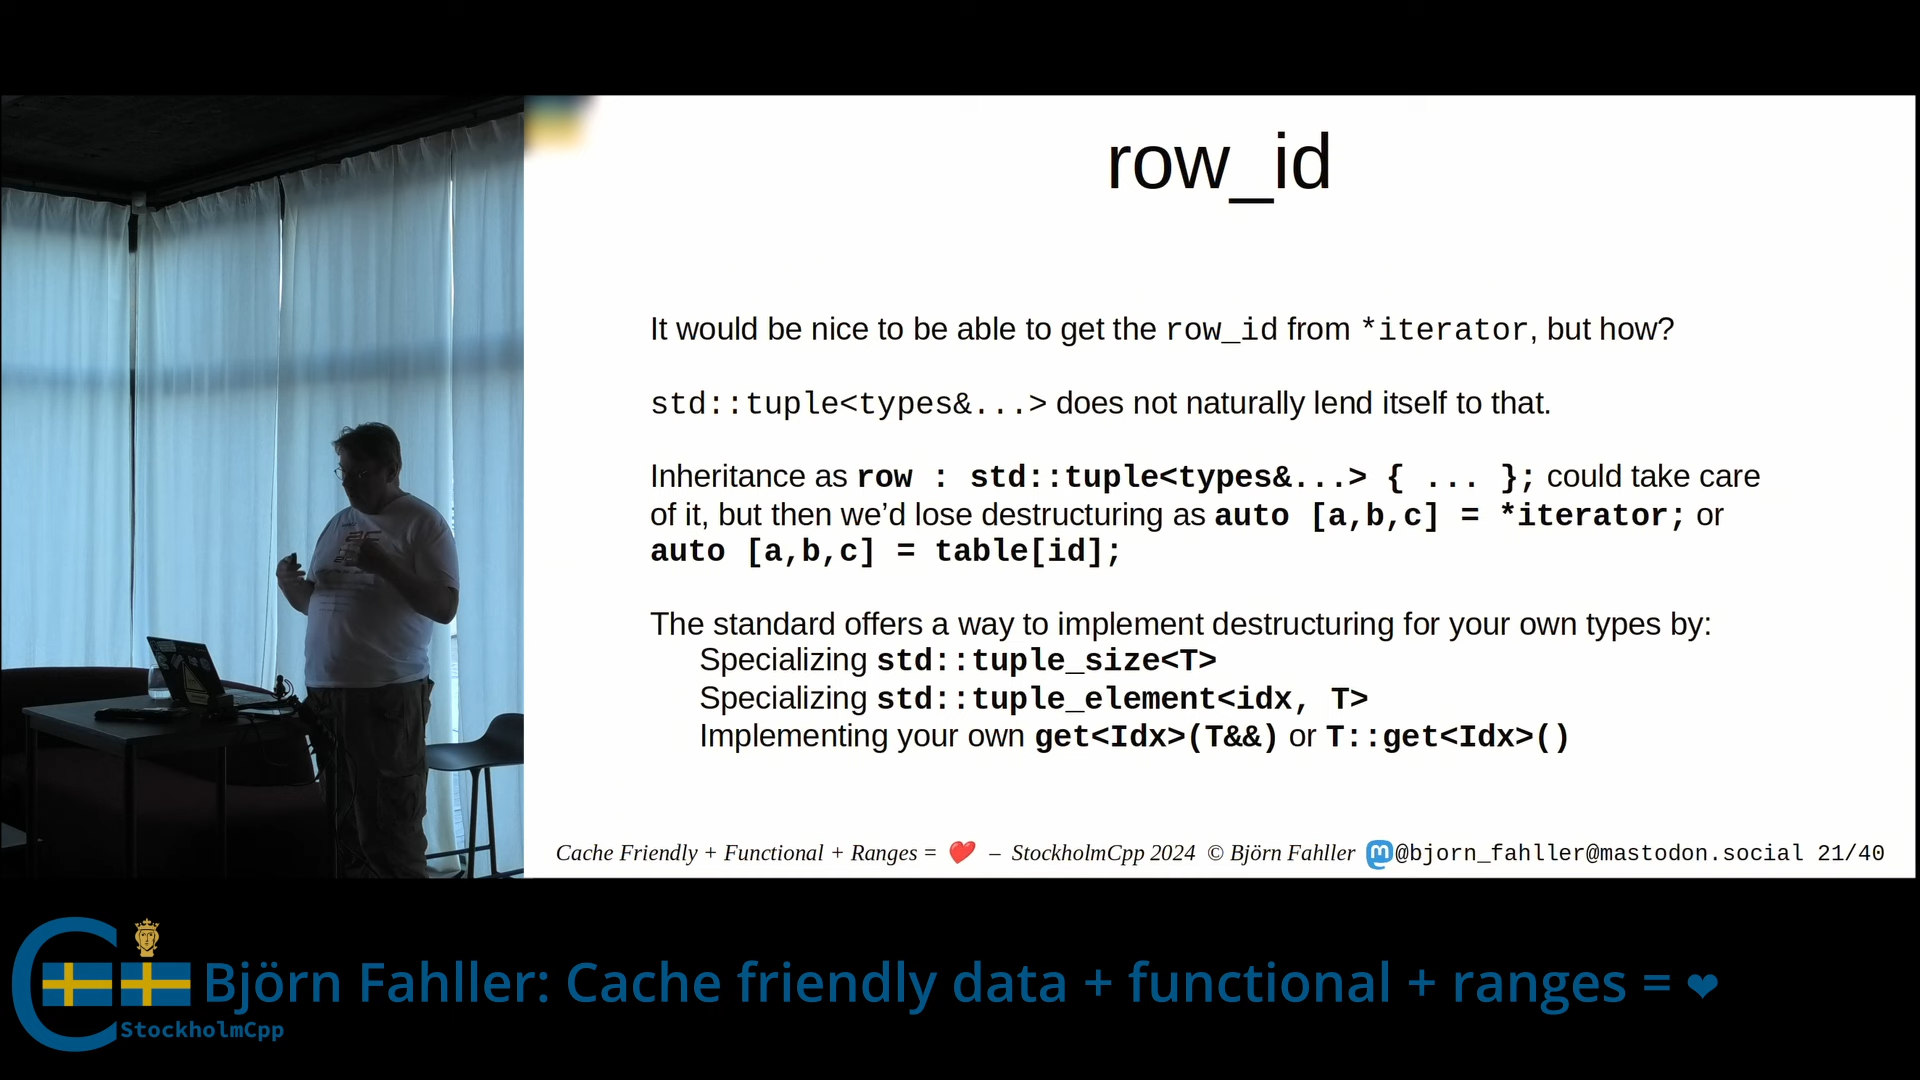 row_id
It would be nice to be able to get the row_id from *iterator, but how?
std::tuple<types&...> does not naturally lend itself to that.
Inheritance as row : std::tuple<types&...> { ... }; could take care
of it, but then we’d lose destructuring as auto [a,b,c] = *iterator; or
auto [a,b,c] = table[id];
The standard offers a way to implement destructuring for your own types by:
Specializing std::tuple_size<T>
Specializing std::tuple_element<idx, T>
Implementing your own get<Idx>(T&&) or T::get<Idx>()
Cache Friendly + Functional + Ranges = ❤️ – StockholmCpp 2024 © Björn Fahller @bjorn_fahller@mastodon.social 21/40
Björn Fahller: Cache friendly data + functional + ranges = ❤
StockholmCpp